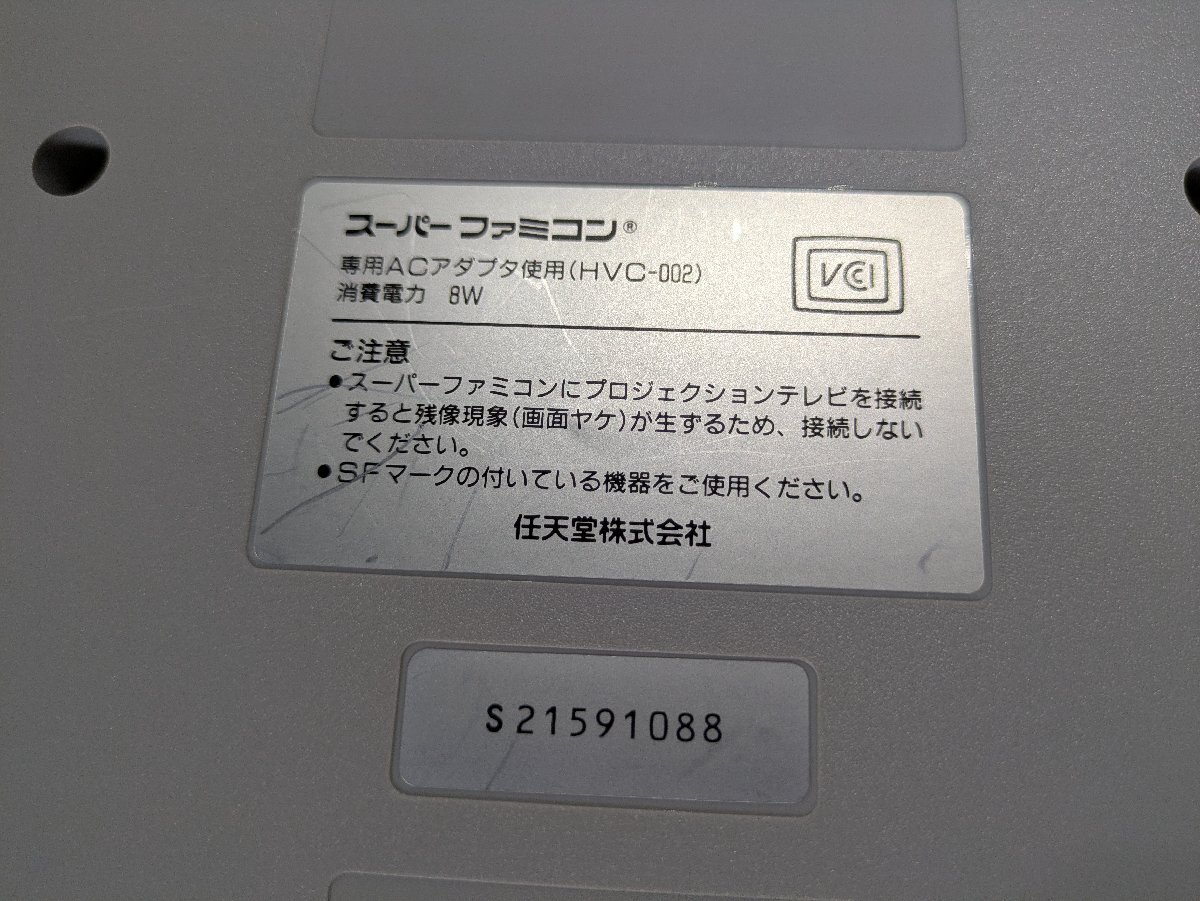 スーパーファミコン®
専用ACアダプタ使用(HVC-002)
消費電力 8W
VCCI
ご注意
●スーパーファミコンにプロジェクションテレビを接続
すると残像現象(画面ヤケ)が生ずるため、接続しない
でください。
●SFマークの付いている機器をご使用ください。
任天堂株式会社
S21591088